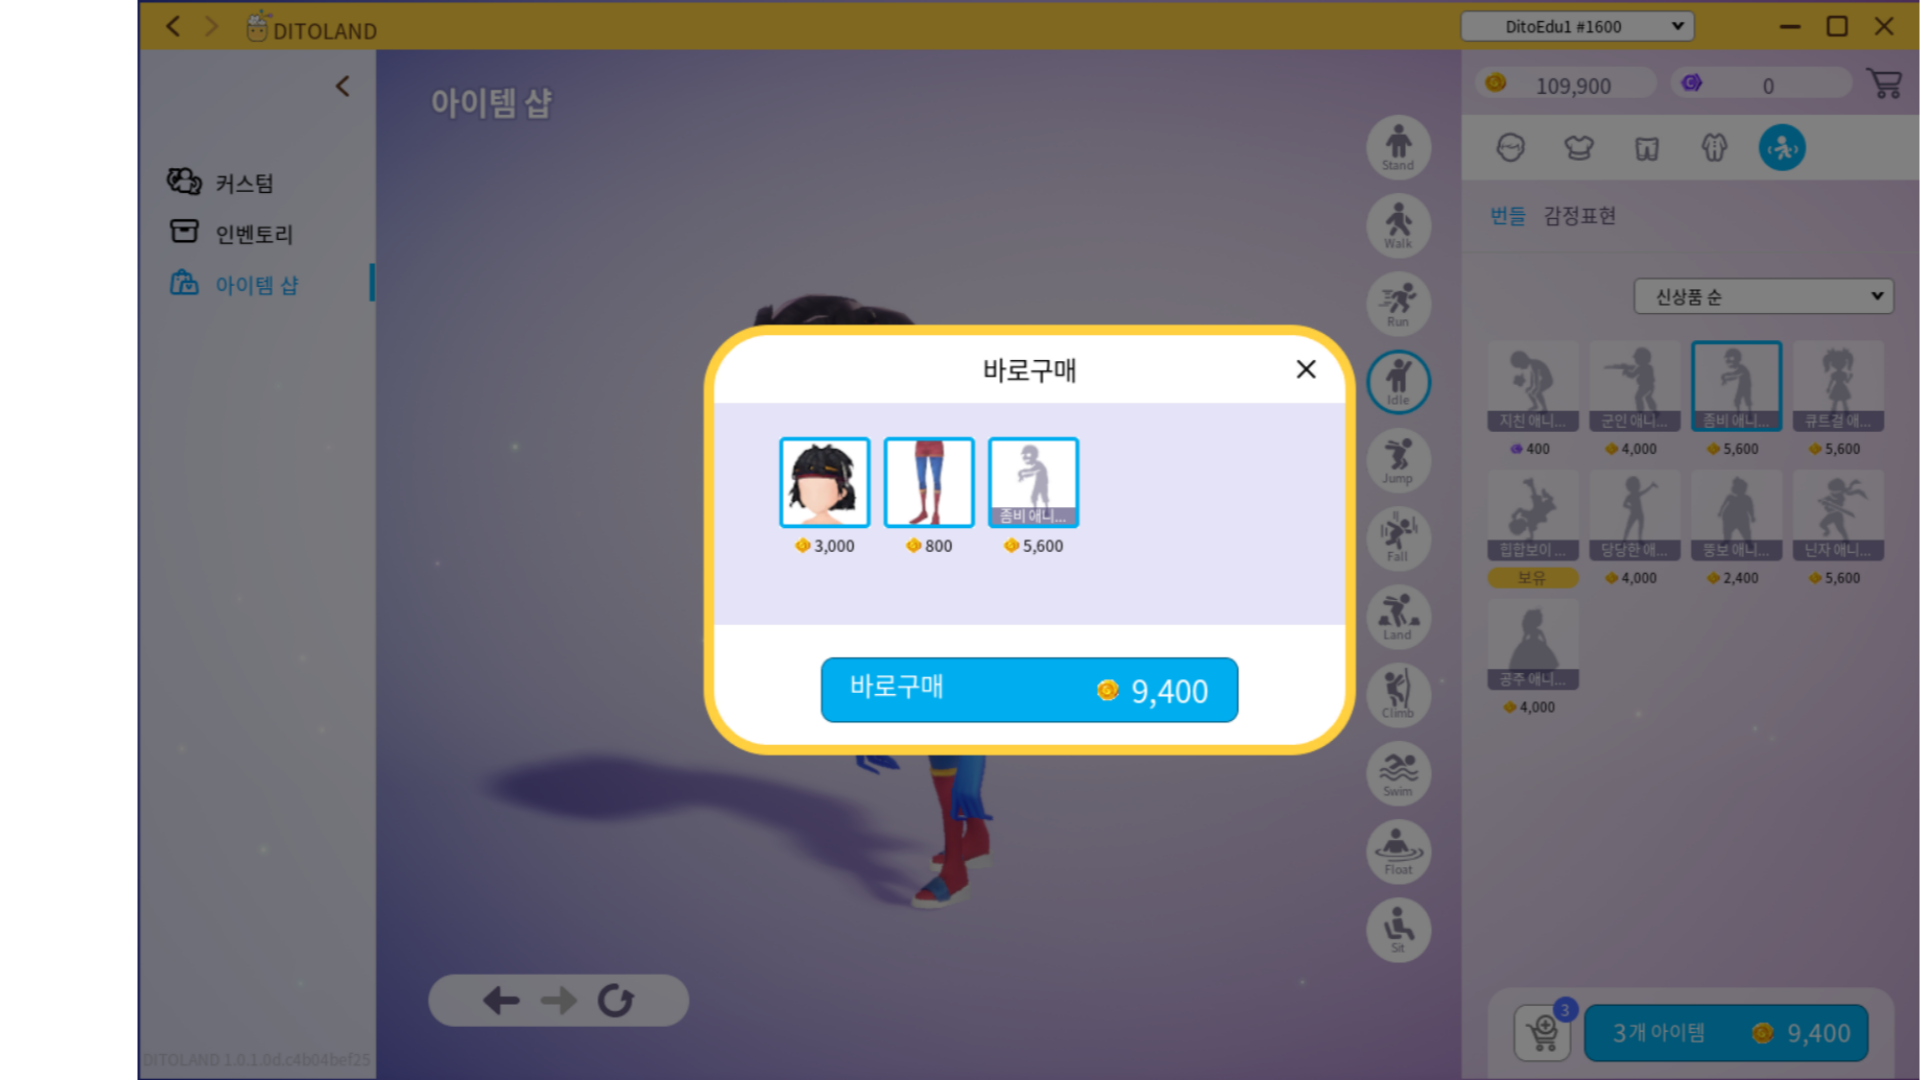 DITOLAND
DitoEdu1 #1600
109,900
0
커스텀
인벤토리
아이템 샵
아이템 샵
Stand
Walk
Run
Idle
Jump
Fall
Land
Climb
Swim
Float
Sit
번들 감정표현
신상품 순
지친 애니... 군인 애니... 좀비 애니... 큐트걸 애...
400 4,000 5,600 5,600
힙합보이 ... 당당한 애... 뚱보 애니... 닌자 애니...
보유 4,000 2,400 5,600
공주 애니...
4,000
바로구매
좀비 애니...
3,000 800 5,600
바로구매 9,400
3
3개 아이템 9,400
DITOLAND 1.0.1.0d.c4b04bef25